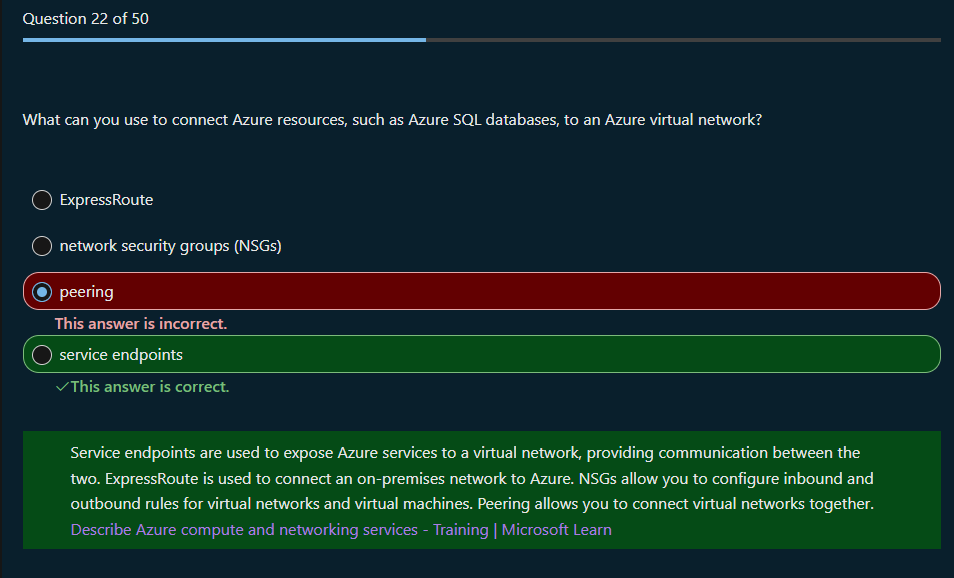 Question 22 of 50
What can you use to connect Azure resources, such as Azure SQL databases, to an Azure virtual network?
ExpressRoute
network security groups (NSGs)
peering
This answer is incorrect.
service endpoints
✓This answer is correct.
Service endpoints are used to expose Azure services to a virtual network, providing communication between the
two. ExpressRoute is used to connect an on-premises network to Azure. NSGs allow you to configure inbound and
outbound rules for virtual networks and virtual machines. Peering allows you to connect virtual networks together.
Describe Azure compute and networking services - Training | Microsoft Learn